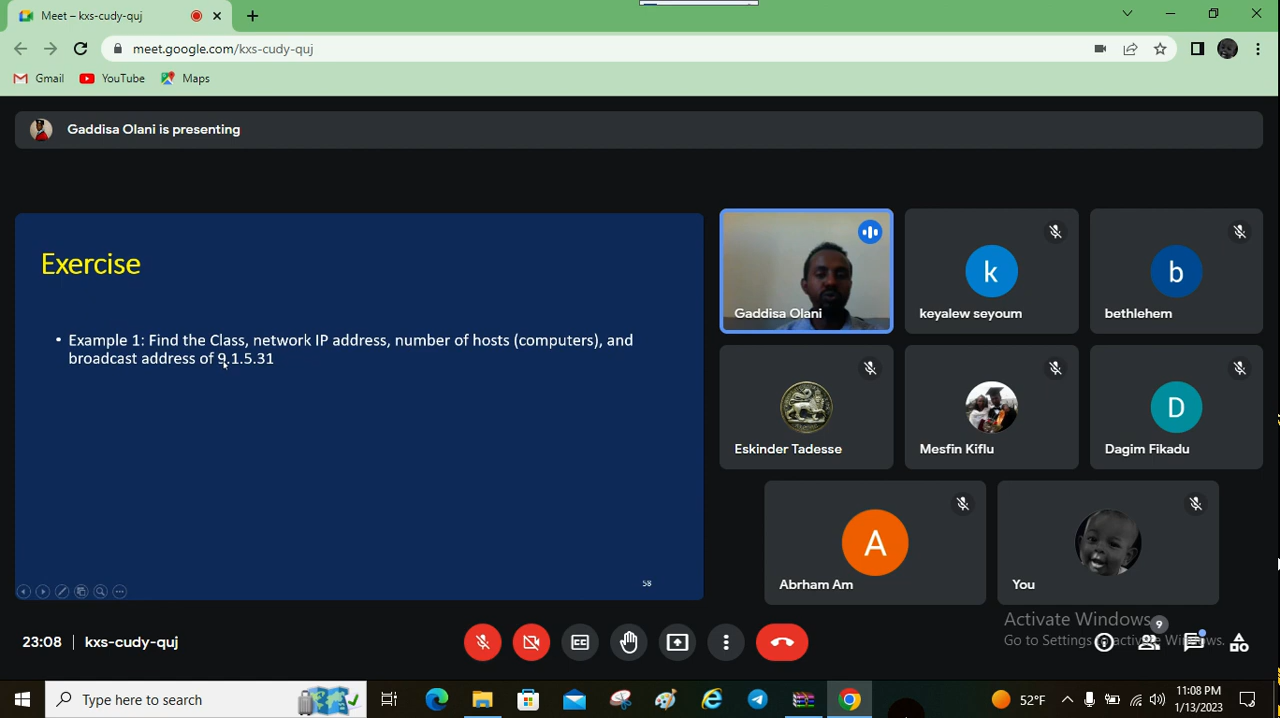 Meet – kxs-cudy-quj
meet.google.com/kxs-cudy-quj
Gmail YouTube Maps
Gaddisa Olani is presenting
Exercise
• Example 1: Find the Class, network IP address, number of hosts (computers), and
broadcast address of 9.1.5.31
58
Gaddisa Olani
k
keyalew seyoum
b
bethlehem
Eskinder Tadesse
Mesfin Kiflu
D
Dagim Fikadu
A
Abrham Am
You
Activate Windows
Go to Settings to activate Windows.
23:08 kxs-cudy-quj
9
Type here to search
52°F
11:08 PM
1/13/2023